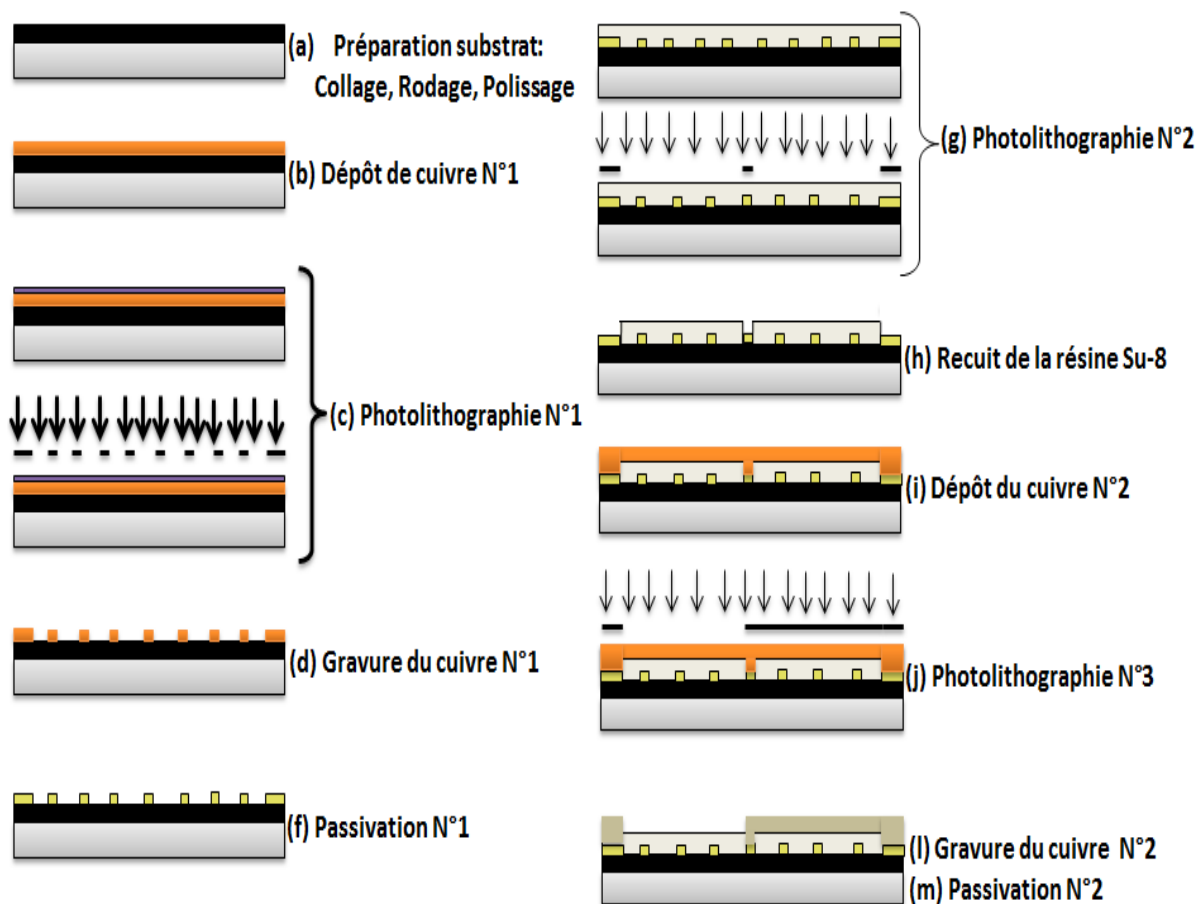 (a) Préparation substrat:
Collage, Rodage, Polissage
(b) Dépôt de cuivre N°1
(c) Photolithographie N°1
(d) Gravure du cuivre N°1
(f) Passivation N°1
(g) Photolithographie N°2
(h) Recuit de la résine Su-8
(i) Dépôt du cuivre N°2
(j) Photolithographie N°3
(l) Gravure du cuivre N°2
(m) Passivation N°2